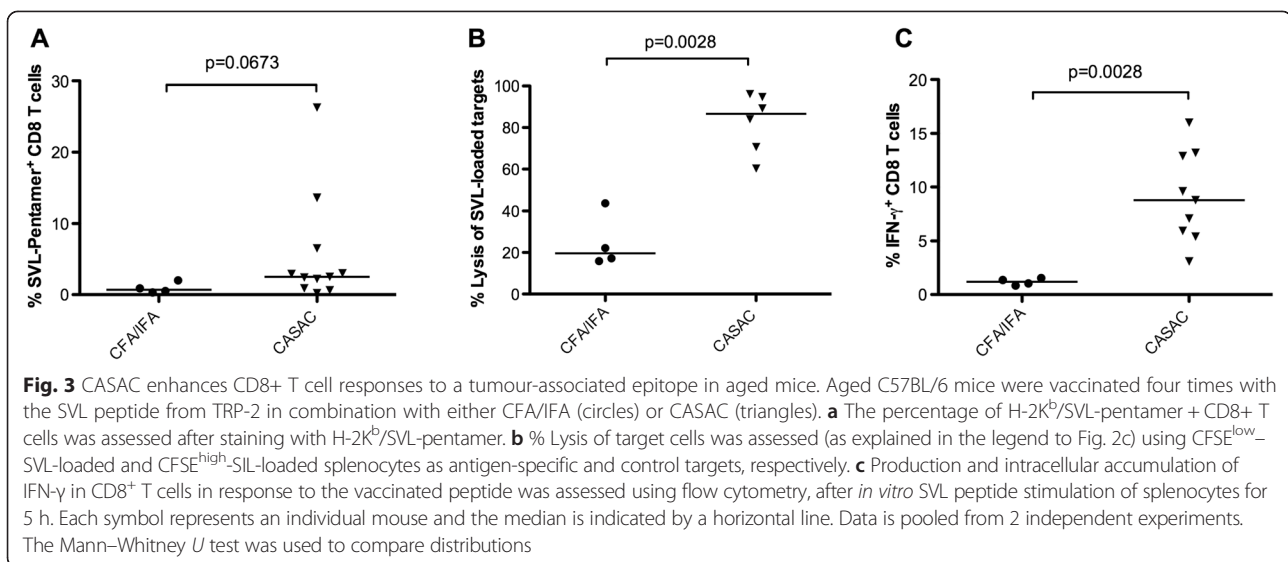 A
p=0.0673
% SVL-Pentamer⁺ CD8 T cells
30
20
10
0
CFA/IFA
CASAC
B
p=0.0028
% Lysis of SVL-loaded targets
100
80
60
40
20
0
CFA/IFA
CASAC
C
p=0.0028
% IFN-γ⁺ CD8 T cells
20
15
10
5
0
CFA/IFA
CASAC
Fig. 3 CASAC enhances CD8+ T cell responses to a tumour-associated epitope in aged mice. Aged C57BL/6 mice were vaccinated four times with
the SVL peptide from TRP-2 in combination with either CFA/IFA (circles) or CASAC (triangles). a The percentage of H-2Kᵇ/SVL-pentamer + CD8+ T
cells was assessed after staining with H-2Kᵇ/SVL-pentamer. b % Lysis of target cells was assessed (as explained in the legend to Fig. 2c) using CFSEˡᵒʷ–
SVL-loaded and CFSEʰⁱᵍʰ-SIL-loaded splenocytes as antigen-specific and control targets, respectively. c Production and intracellular accumulation of
IFN-γ in CD8⁺ T cells in response to the vaccinated peptide was assessed using flow cytometry, after in vitro SVL peptide stimulation of splenocytes for
5 h. Each symbol represents an individual mouse and the median is indicated by a horizontal line. Data is pooled from 2 independent experiments.
The Mann–Whitney U test was used to compare distributions